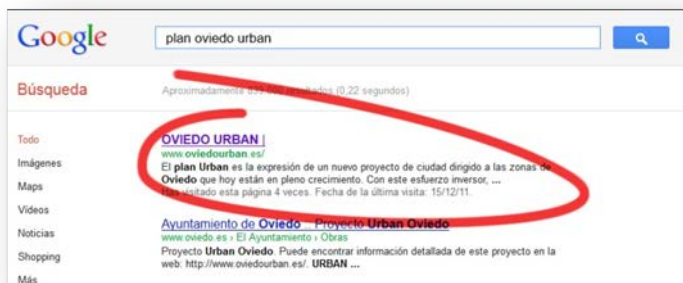 Google
plan oviedo urban
Búsqueda
Aproximadamente resultados (0,22 segundos)
Todo
Imágenes
Maps
Vídeos
Noticias
Shopping
Más
OVIEDO URBAN |
www.oviedourban.es/
El plan Urban es la expresión de un nuevo proyecto de ciudad dirigido a las zonas de
Oviedo que hoy están en pleno crecimiento. Con este esfuerzo inversor, ...
Has visitado esta página 4 veces. Fecha de la última visita: 15/12/11.
Ayuntamiento de Oviedo .. Proyecto Urban Oviedo
www.oviedo.es › El Ayuntamiento › Obras
Proyecto Urban Oviedo. Puede encontrar información detallada de este proyecto en la
web: http://www.oviedourban.es/. URBAN ...